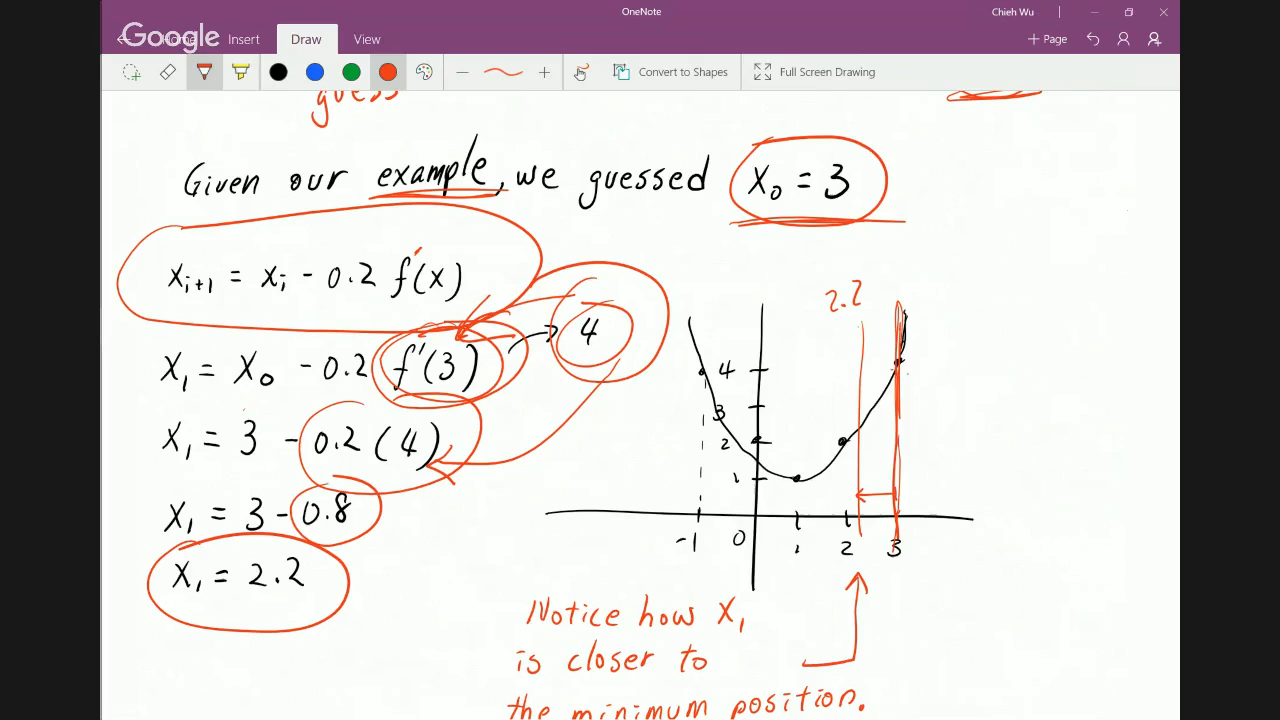 OneNote
Chieh Wu
Google
Insert
Draw
View
Page
Convert to Shapes
Full Screen Drawing
guess
Given our example, we guessed x₀ = 3
xᵢ₊₁ = xᵢ - 0.2 f'(x)
x₁ = x₀ - 0.2 f'(3) → 4
x₁ = 3 - 0.2 (4)
x₁ = 3 - 0.8
x₁ = 2.2
2.2
4
3
2
1
-1 0 1 2 3
Notice how x₁
is closer to
the minimum position.